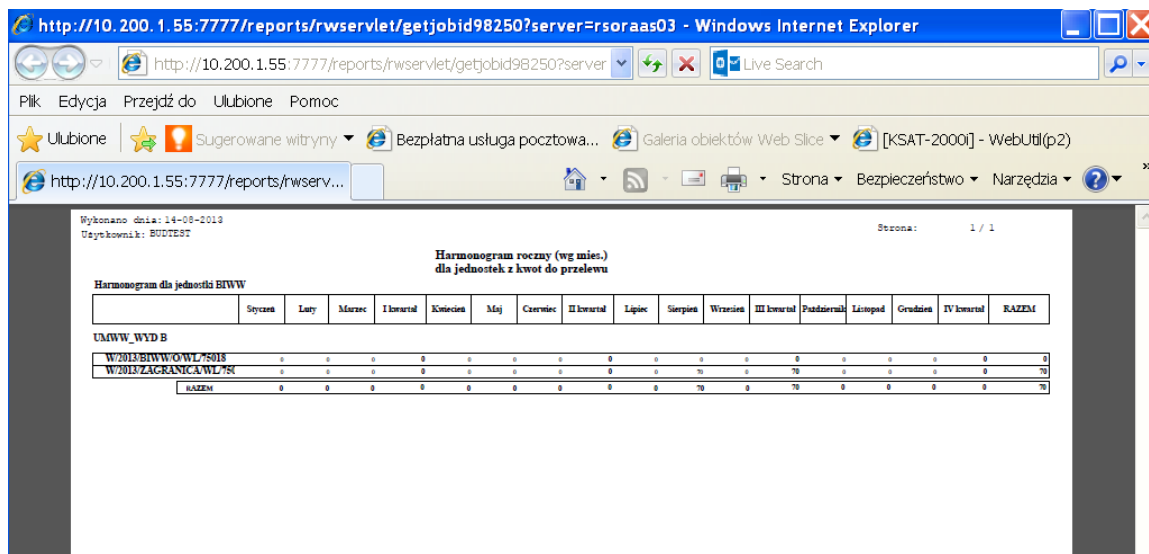 http://10.200.1.55:7777/reports/rwservlet/getjobid98250?server=rsoraas03 - Windows Internet Explorer
http://10.200.1.55:7777/reports/rwservlet/getjobid98250?server Live Search
Plik Edycja Przejdź do Ulubione Pomoc
Ulubione Sugerowane witryny Bezpłatna usługa pocztowa... Galeria obiektów Web Slice [KSAT-2000i] - WebUtil(p2)
http://10.200.1.55:7777/reports/rwserv... Strona Bezpieczeństwo Narzędzia »
Wykonano dnia: 14-08-2013
Użytkownik: BUDTEST Strona: 1 / 1
Harmonogram roczny (wg mies.)
dla jednostek z kwot do przelewu
Harmonogram dla jednostki BIWW
Styczeń Luty Marzec I kwartał Kwiecień Maj Czerwiec II kwartał Lipiec Sierpień Wrzesień III kwartał Październik Listopad Grudzień IV kwartał RAZEM
UMWW_WYD B
W/2013/BIWW/O/WL/75018 0 0 0 0 0 0 0 0 0 0 0 0 0 0 0 0 0
W/2013/ZAGRANICA/WL/750 0 0 0 0 0 0 0 0 0 70 0 70 0 0 0 0 70
RAZEM 0 0 0 0 0 0 0 0 0 70 0 70 0 0 0 0 70